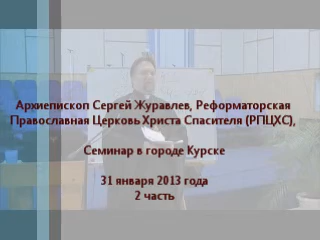 Архиепископ Сергей Журавлев, Реформаторская
Православная Церковь Христа Спасителя (РПЦХС),
Семинар в городе Курске
31 января 2013 года
2 часть